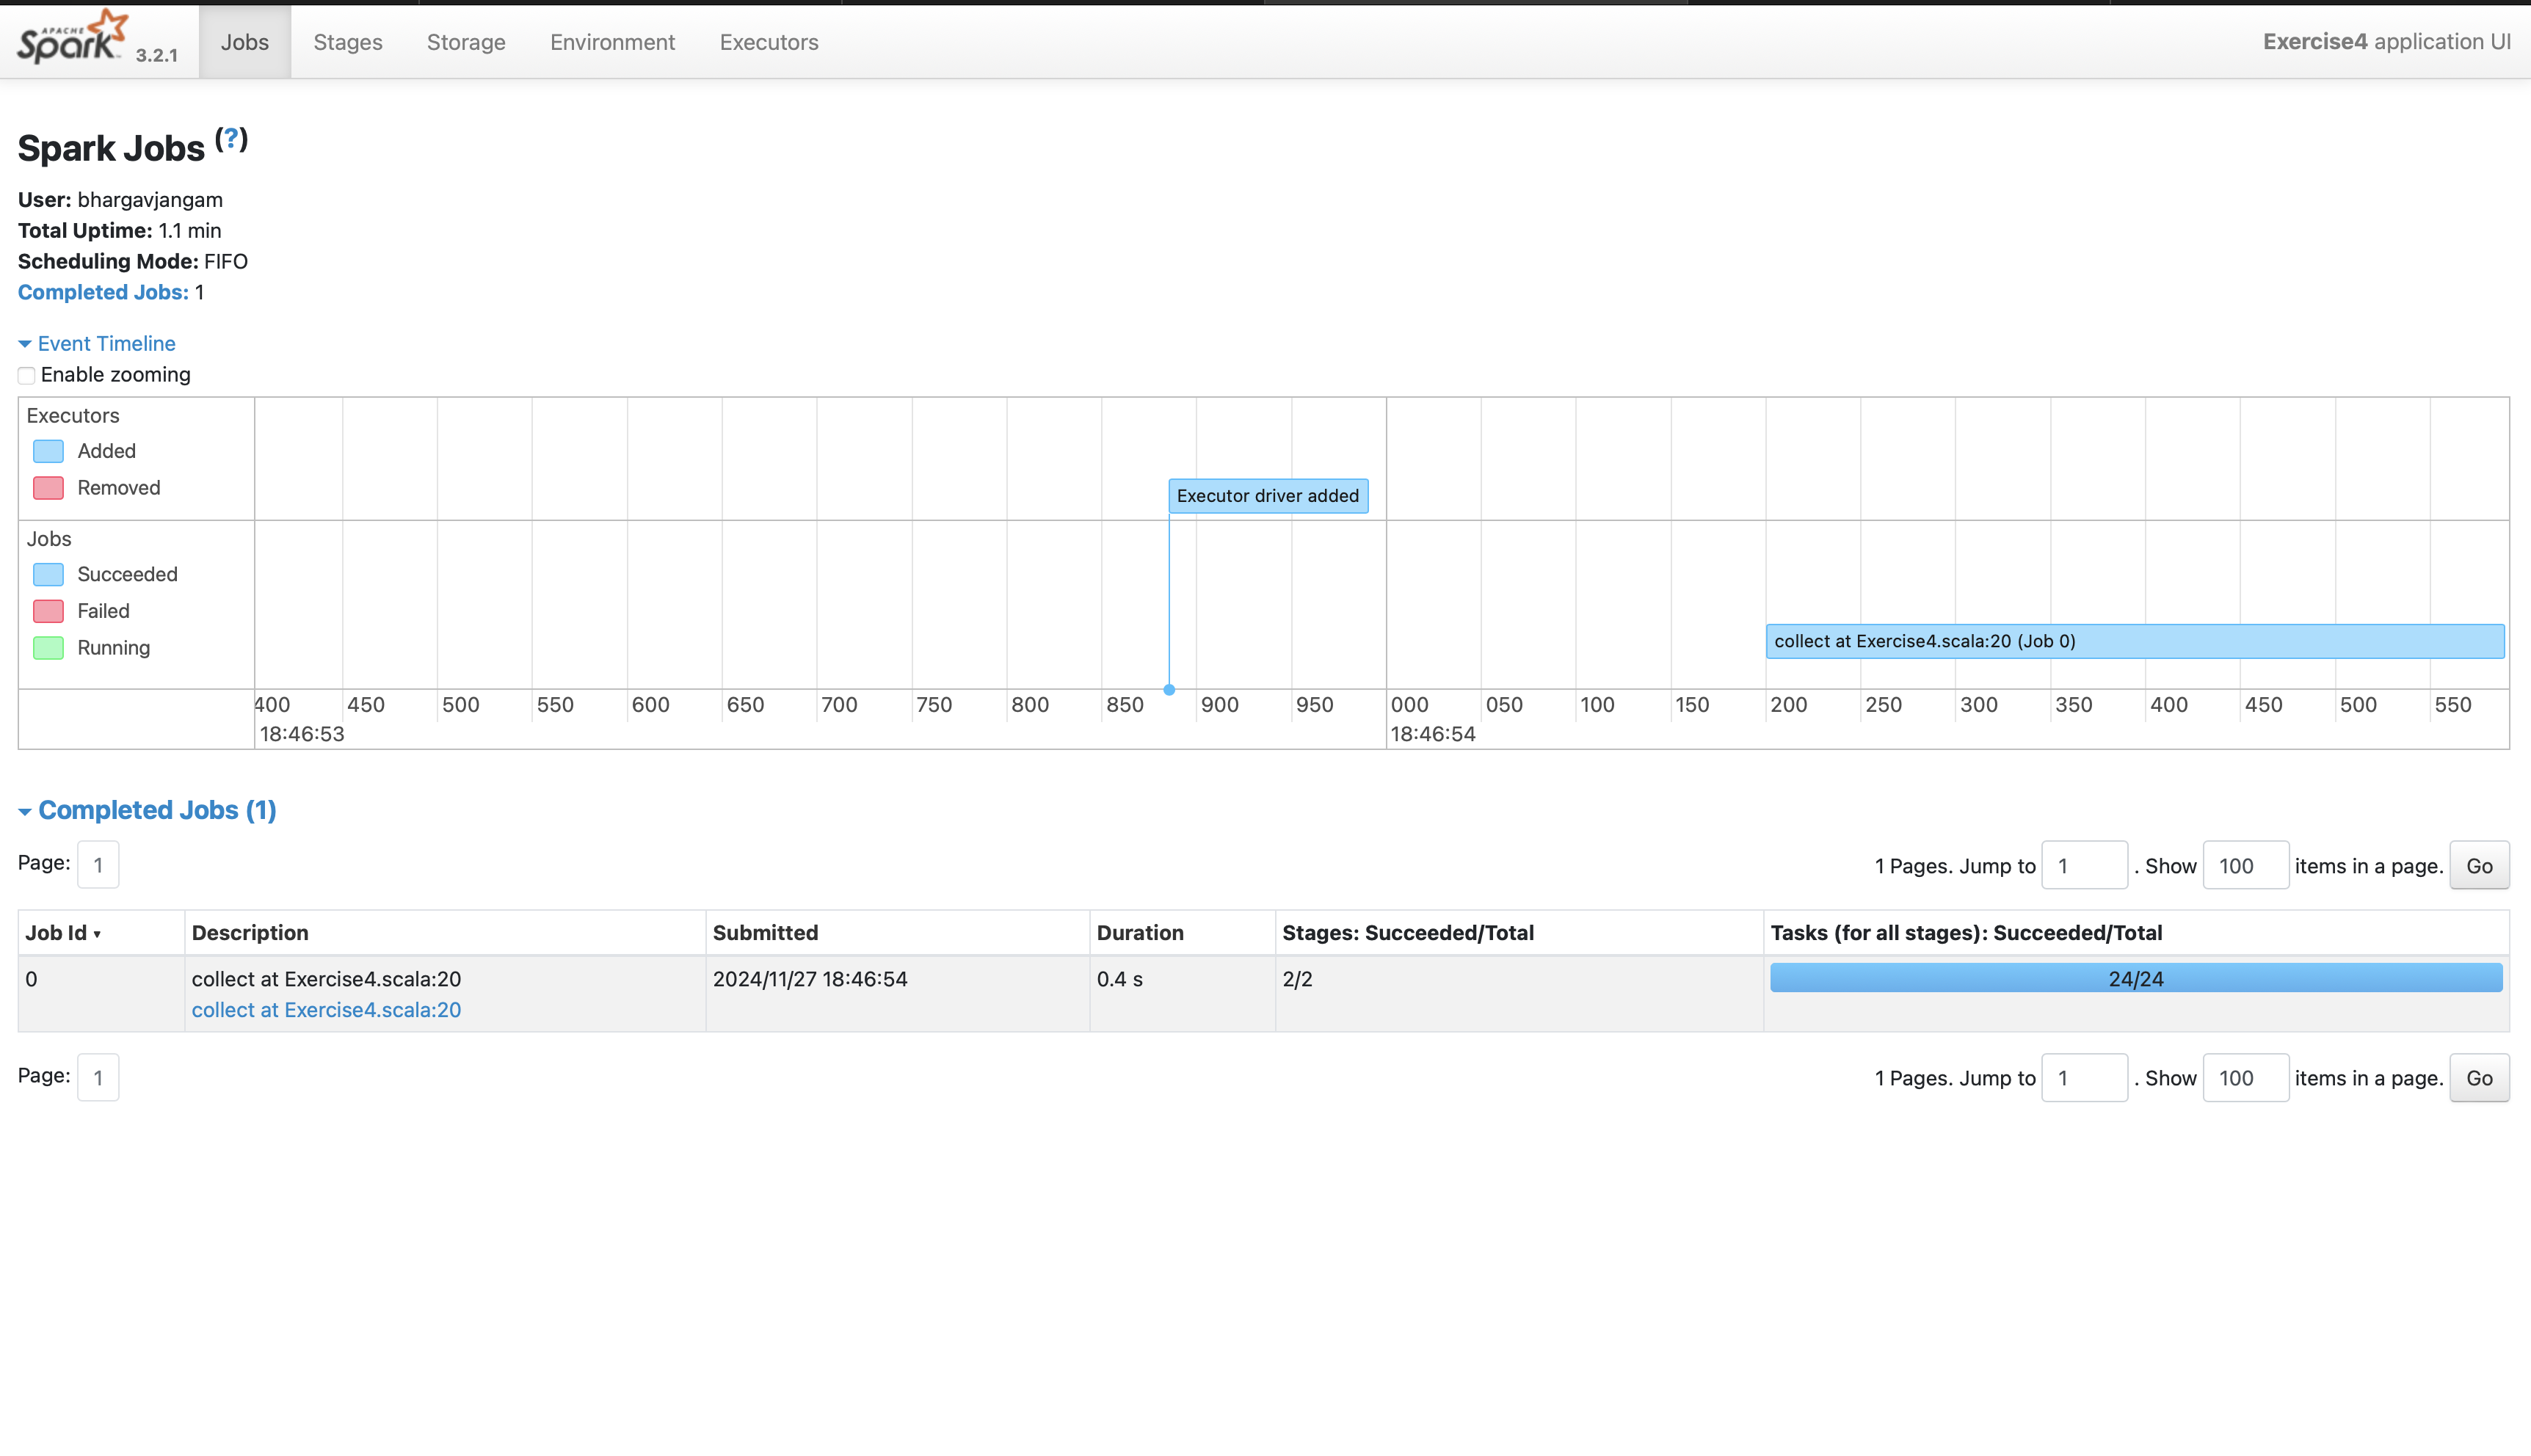 APACHE Spark 3.2.1 Jobs Stages Storage Environment Executors Exercise4 application UI
Spark Jobs (?)
User: bhargavjangam
Total Uptime: 1.1 min
Scheduling Mode: FIFO
Completed Jobs: 1
Event Timeline
Enable zooming
Executors
Added
Removed
Executor driver added
Jobs
Succeeded
Failed
Running
collect at Exercise4.scala:20 (Job 0)
400 450 500 550 600 650 700 750 800 850 900 950 000 050 100 150 200 250 300 350 400 450 500 550
18:46:53 18:46:54
Completed Jobs (1)
Page: 1 1 Pages. Jump to 1 . Show 100 items in a page. Go
Job Id ▾ Description Submitted Duration Stages: Succeeded/Total Tasks (for all stages): Succeeded/Total
0 collect at Exercise4.scala:20 2024/11/27 18:46:54 0.4 s 2/2 24/24
collect at Exercise4.scala:20
Page: 1 1 Pages. Jump to 1 . Show 100 items in a page. Go